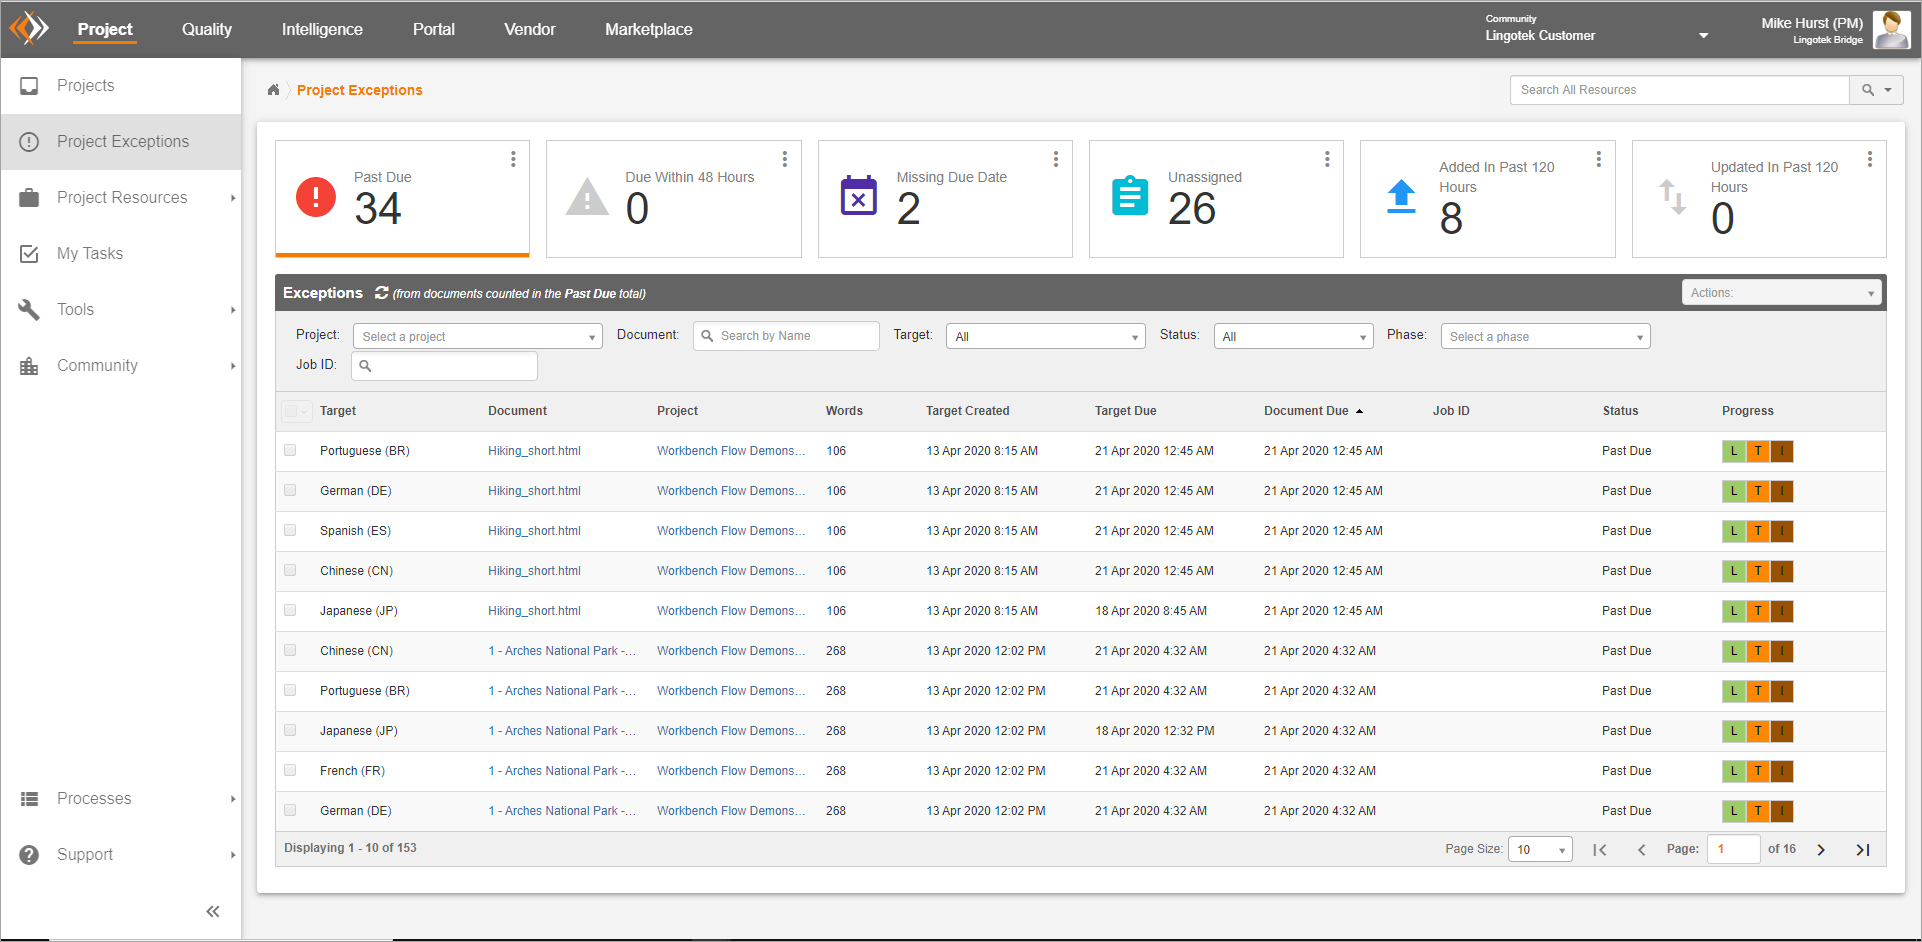 Project Quality Intelligence Portal Vendor Marketplace
Community
Lingotek Customer
Mike Hurst (PM)
Lingotek Bridge
Projects
Project Exceptions
Project Resources
My Tasks
Tools
Community
Processes
Support
Project Exceptions
Search All Resources
Past Due
34
Due Within 48 Hours
0
Missing Due Date
2
Unassigned
26
Added In Past 120
Hours
8
Updated In Past 120
Hours
0
Exceptions (from documents counted in the Past Due total)
Actions:
Project: Select a project Document: Search by Name Target: All Status: All Phase: Select a phase
Job ID:
Target Document Project Words Target Created Target Due Document Due Job ID Status Progress
Portuguese (BR) Hiking_short.html Workbench Flow Demons... 106 13 Apr 2020 8:15 AM 21 Apr 2020 12:45 AM 21 Apr 2020 12:45 AM Past Due L T I
German (DE) Hiking_short.html Workbench Flow Demons... 106 13 Apr 2020 8:15 AM 21 Apr 2020 12:45 AM 21 Apr 2020 12:45 AM Past Due L T I
Spanish (ES) Hiking_short.html Workbench Flow Demons... 106 13 Apr 2020 8:15 AM 21 Apr 2020 12:45 AM 21 Apr 2020 12:45 AM Past Due L T I
Chinese (CN) Hiking_short.html Workbench Flow Demons... 106 13 Apr 2020 8:15 AM 21 Apr 2020 12:45 AM 21 Apr 2020 12:45 AM Past Due L T I
Japanese (JP) Hiking_short.html Workbench Flow Demons... 106 13 Apr 2020 8:15 AM 18 Apr 2020 8:45 AM 21 Apr 2020 12:45 AM Past Due L T I
Chinese (CN) 1 - Arches National Park -... Workbench Flow Demons... 268 13 Apr 2020 12:02 PM 21 Apr 2020 4:32 AM 21 Apr 2020 4:32 AM Past Due L T I
Portuguese (BR) 1 - Arches National Park -... Workbench Flow Demons... 268 13 Apr 2020 12:02 PM 21 Apr 2020 4:32 AM 21 Apr 2020 4:32 AM Past Due L T I
Japanese (JP) 1 - Arches National Park -... Workbench Flow Demons... 268 13 Apr 2020 12:02 PM 18 Apr 2020 12:32 PM 21 Apr 2020 4:32 AM Past Due L T I
French (FR) 1 - Arches National Park -... Workbench Flow Demons... 268 13 Apr 2020 12:02 PM 21 Apr 2020 4:32 AM 21 Apr 2020 4:32 AM Past Due L T I
German (DE) 1 - Arches National Park -... Workbench Flow Demons... 268 13 Apr 2020 12:02 PM 21 Apr 2020 4:32 AM 21 Apr 2020 4:32 AM Past Due L T I
Displaying 1 - 10 of 153
Page Size: 10 Page: 1 of 16